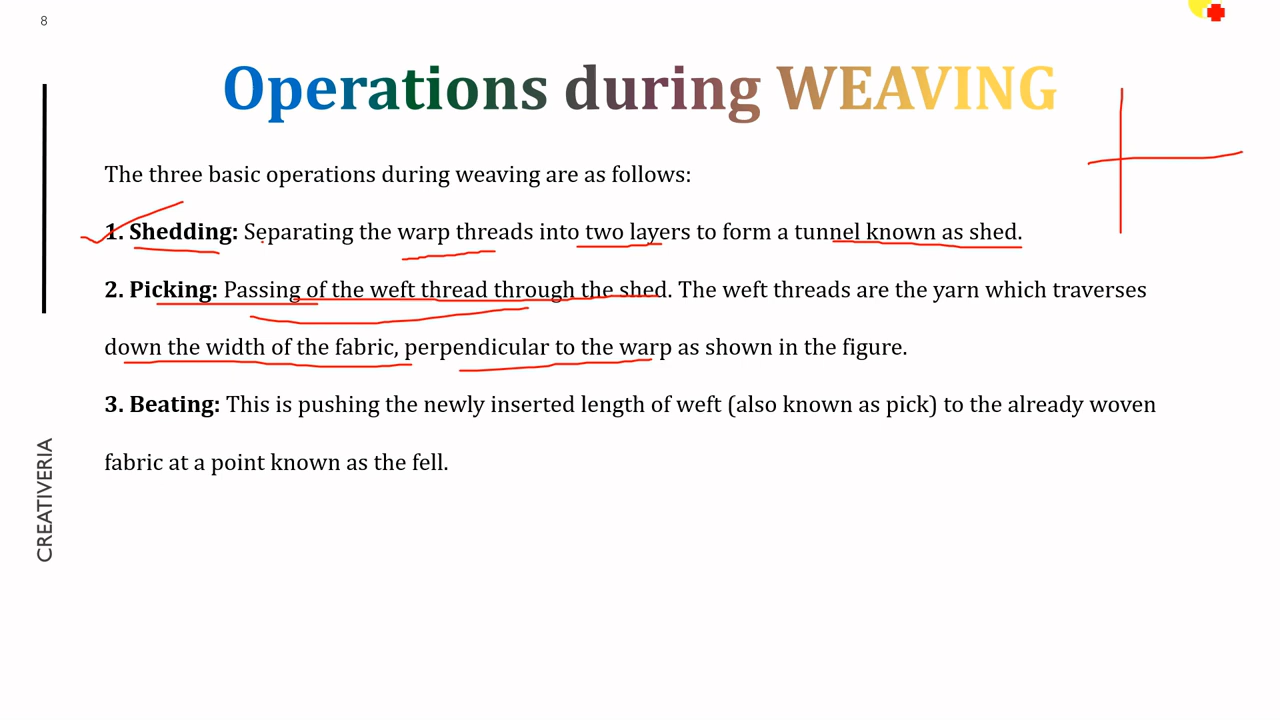 8
Operations during WEAVING
The three basic operations during weaving are as follows:
1. Shedding: Separating the warp threads into two layers to form a tunnel known as shed.
2. Picking: Passing of the weft thread through the shed. The weft threads are the yarn which traverses
down the width of the fabric, perpendicular to the warp as shown in the figure.
3. Beating: This is pushing the newly inserted length of weft (also known as pick) to the already woven
fabric at a point known as the fell.
CREATIVERIA